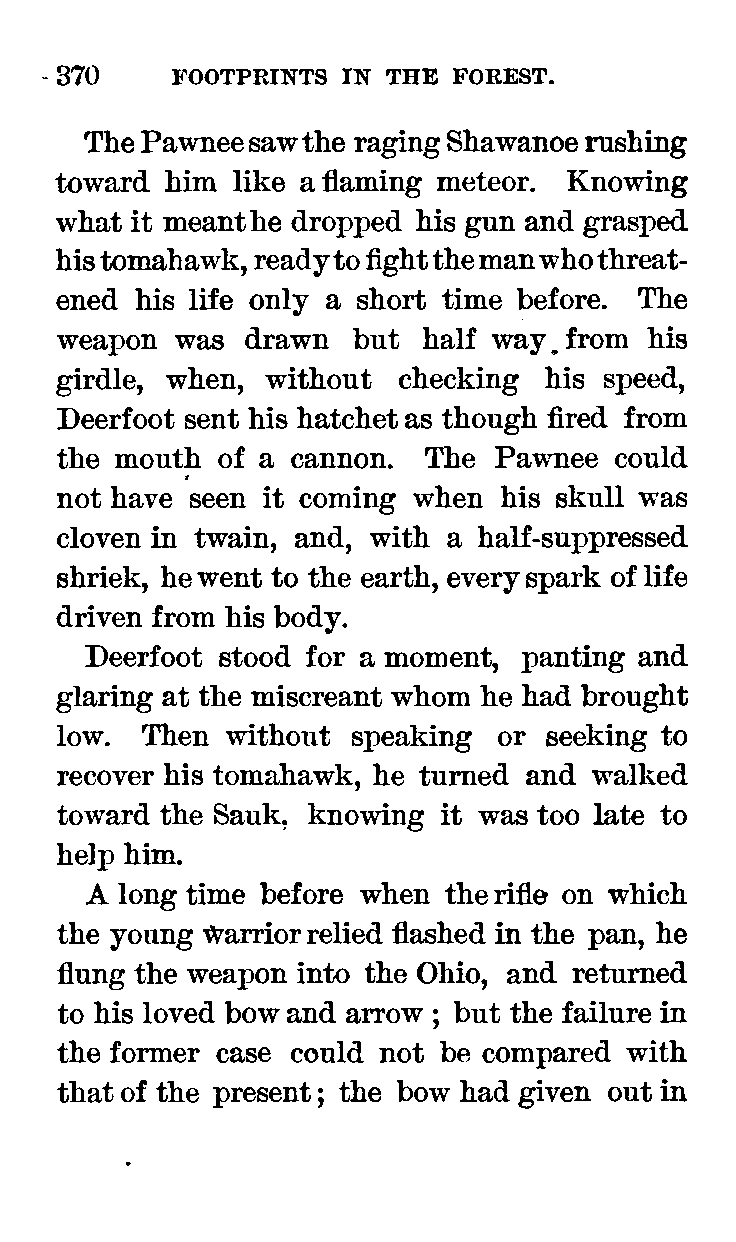 370 FOOTPRINTS IN THE FOREST.
The Pawnee saw the raging Shawanoe rushing
toward him like a flaming meteor. Knowing
what it meant he dropped his gun and grasped
his tomahawk, ready to fight the man who threat-
ened his life only a short time before. The
weapon was drawn but half way from his
girdle, when, without checking his speed,
Deerfoot sent his hatchet as though fired from
the mouth of a cannon. The Pawnee could
not have seen it coming when his skull was
cloven in twain, and, with a half-suppressed
shriek, he went to the earth, every spark of life
driven from his body.
Deerfoot stood for a moment, panting and
glaring at the miscreant whom he had brought
low. Then without speaking or seeking to
recover his tomahawk, he turned and walked
toward the Sauk, knowing it was too late to
help him.
A long time before when the rifle on which
the young warrior relied flashed in the pan, he
flung the weapon into the Ohio, and returned
to his loved bow and arrow ; but the failure in
the former case could not be compared with
that of the present ; the bow had given out in